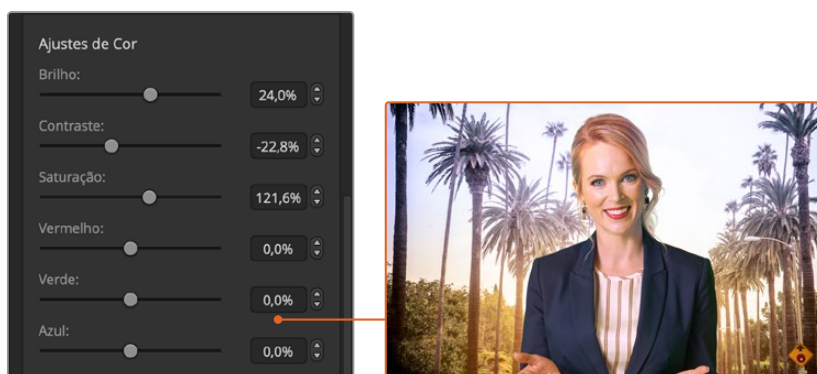 Ajustes de Cor
Brilho:
24,0%
Contraste:
-22,8%
Saturação:
121,6%
Vermelho:
0,0%
Verde:
0,0%
Azul:
0,0%